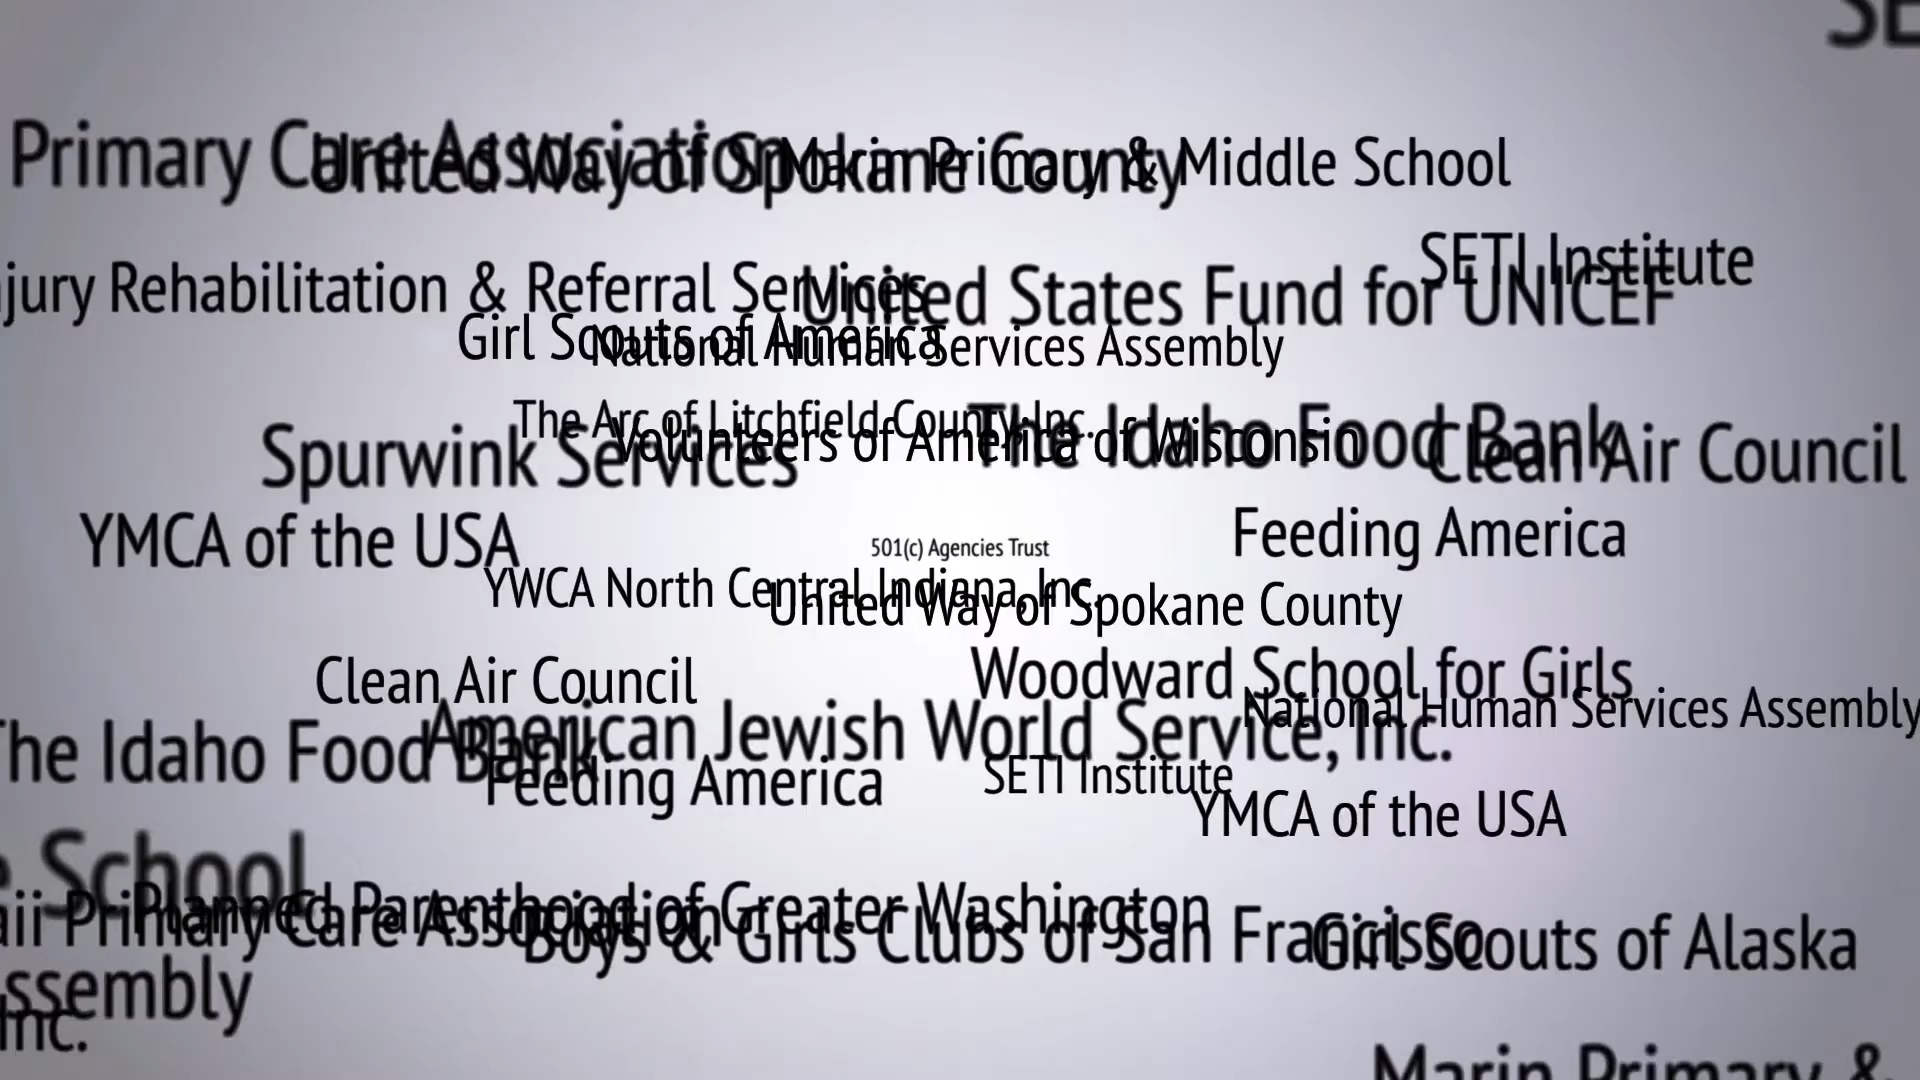 SE
Primary Care Association
United Way of Spokane County
Marin Primary & Middle School
SETI Institute
jury Rehabilitation & Referral Services
United States Fund for UNICEF
Girl Scouts of America
National Human Services Assembly
The Arc of Litchfield County, Inc.
The Idaho Food Bank
Volunteers of America of Wisconsin
Spurwink Services
Clean Air Council
YMCA of the USA
Feeding America
501(c) Agencies Trust
YWCA North Central Indiana, Inc.
United Way of Spokane County
Clean Air Council
Woodward School for Girls
National Human Services Assembly
American Jewish World Service, Inc.
The Idaho Food Bank
Feeding America
SETI Institute
YMCA of the USA
e School
Planned Parenthood of Greater Washington
aii Primary Care Association
Boys & Girls Clubs of San Francisco
Girl Scouts of Alaska
ssembly
Inc.
Marin Primary &